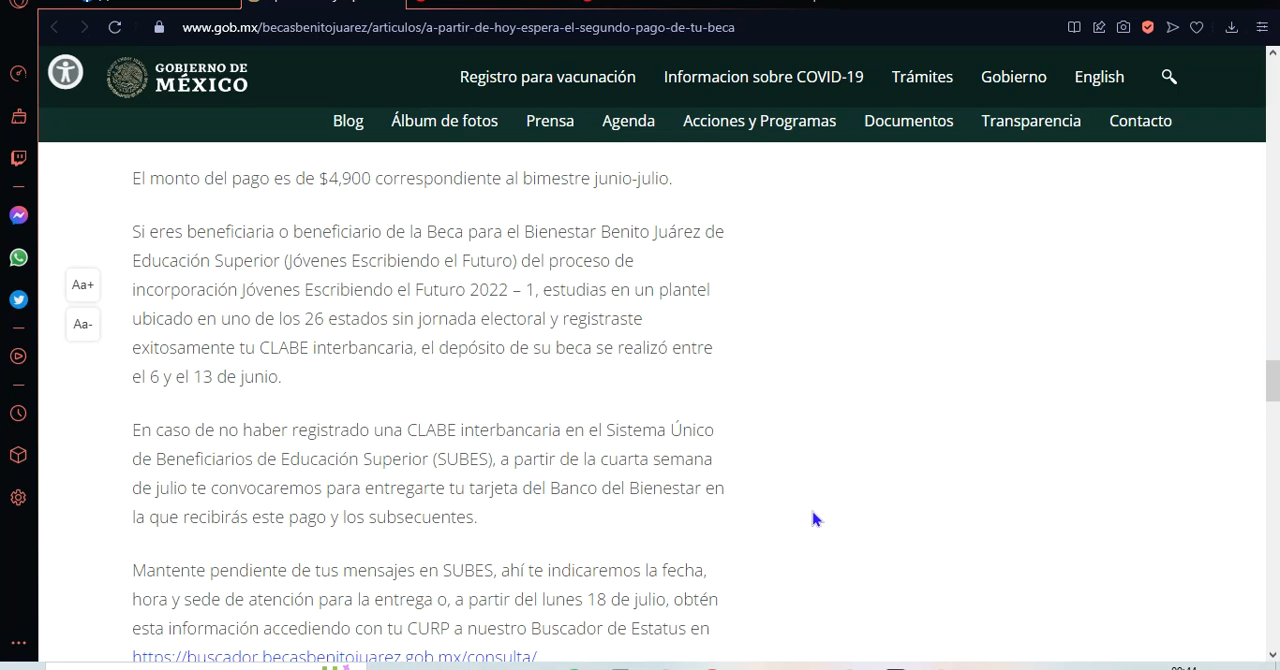 www.gob.mx/becasbenitojuarez/articulos/a-partir-de-hoy-espera-el-segundo-pago-de-tu-beca
GOBIERNO DE
MÉXICO
Registro para vacunación Informacion sobre COVID-19 Trámites Gobierno English
Blog Álbum de fotos Prensa Agenda Acciones y Programas Documentos Transparencia Contacto
El monto del pago es de $4,900 correspondiente al bimestre junio-julio.
Si eres beneficiaria o beneficiario de la Beca para el Bienestar Benito Juárez de
Educación Superior (Jóvenes Escribiendo el Futuro) del proceso de
incorporación Jóvenes Escribiendo el Futuro 2022 – 1, estudias en un plantel
ubicado en uno de los 26 estados sin jornada electoral y registraste
exitosamente tu CLABE interbancaria, el depósito de su beca se realizó entre
el 6 y el 13 de junio.
Aa+
Aa-
En caso de no haber registrado una CLABE interbancaria en el Sistema Único
de Beneficiarios de Educación Superior (SUBES), a partir de la cuarta semana
de julio te convocaremos para entregarte tu tarjeta del Banco del Bienestar en
la que recibirás este pago y los subsecuentes.
Mantente pendiente de tus mensajes en SUBES, ahí te indicaremos la fecha,
hora y sede de atención para la entrega o, a partir del lunes 18 de julio, obtén
esta información accediendo con tu CURP a nuestro Buscador de Estatus en
https://buscador.becasbenitojuarez.gob.mx/consulta/